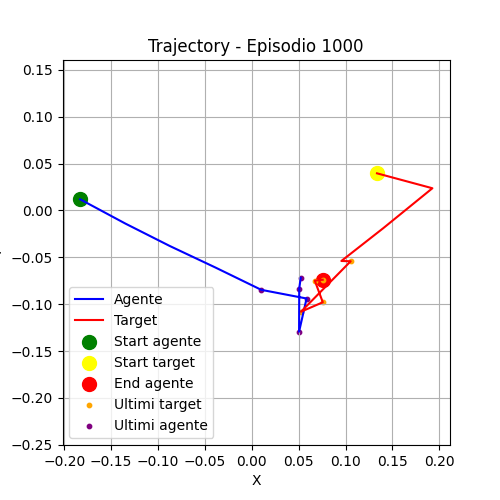 Trajectory - Episodio 1000
0.15
0.10
0.05
0.00
−0.05
−0.10
−0.15
−0.20
−0.25
Agente
Target
Start agente
Start target
End agente
Ultimi target
Ultimi agente
−0.20 −0.15 −0.10 −0.05 0.00 0.05 0.10 0.15 0.20
X